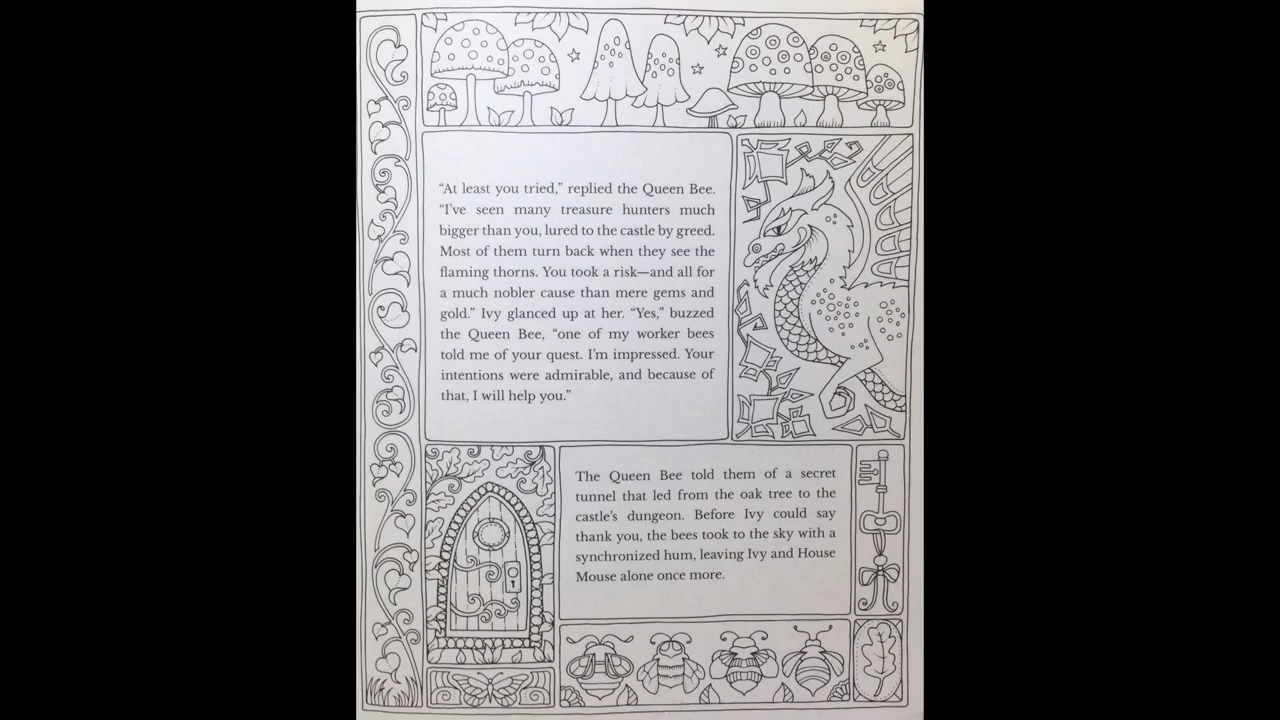 “At least you tried,” replied the Queen Bee.
“I’ve seen many treasure hunters much
bigger than you, lured to the castle by greed.
Most of them turn back when they see the
flaming thorns. You took a risk—and all for
a much nobler cause than mere gems and
gold.” Ivy glanced up at her. “Yes,” buzzed
the Queen Bee, “one of my worker bees
told me of your quest. I’m impressed. Your
intentions were admirable, and because of
that, I will help you.”
The Queen Bee told them of a secret
tunnel that led from the oak tree to the
castle’s dungeon. Before Ivy could say
thank you, the bees took to the sky with a
synchronized hum, leaving Ivy and House
Mouse alone once more.